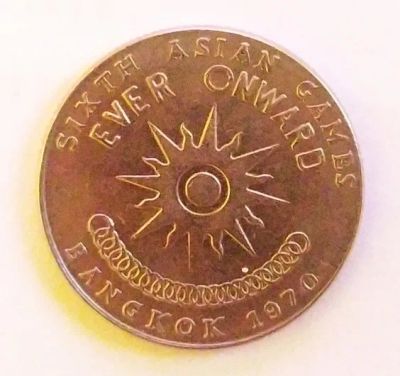 SIXTH ASIAN GAMES
EVER ONWARD
BANGKOK 1970